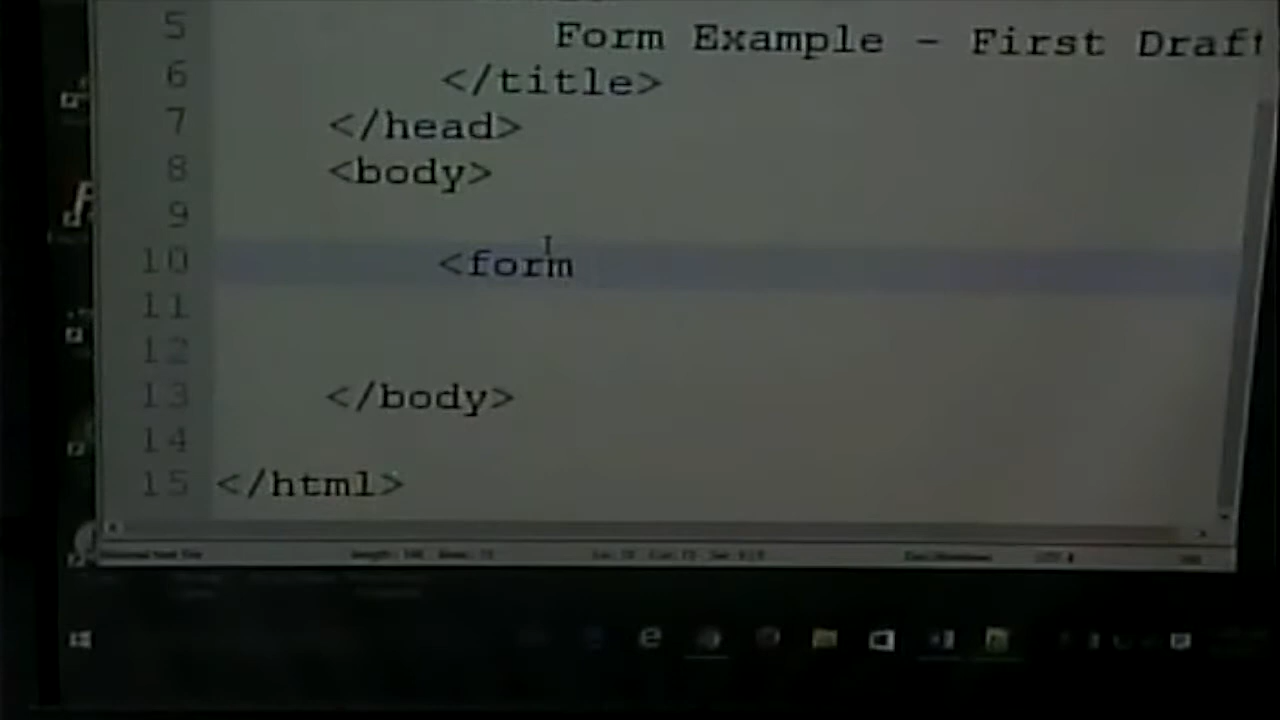 5 Form Example - First Draft
6 </title>
7 </head>
8 <body>
9
10 <form
11
12
13 </body>
14
15 </html>